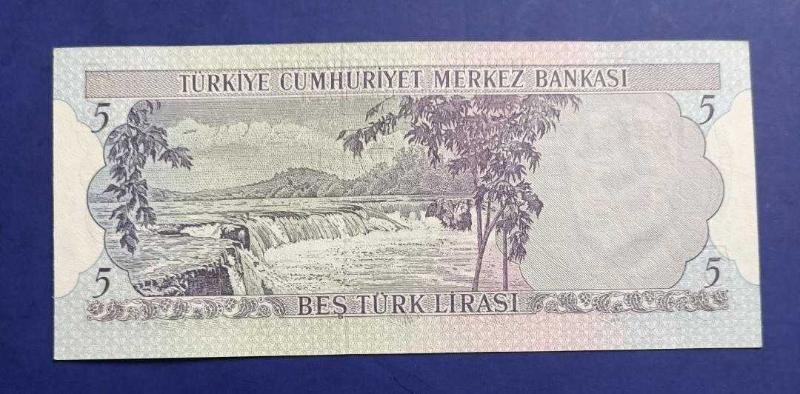 TÜRKİYE CUMHURİYET MERKEZ BANKASI
5 5
5 5
BEŞ TÜRK LİRASI